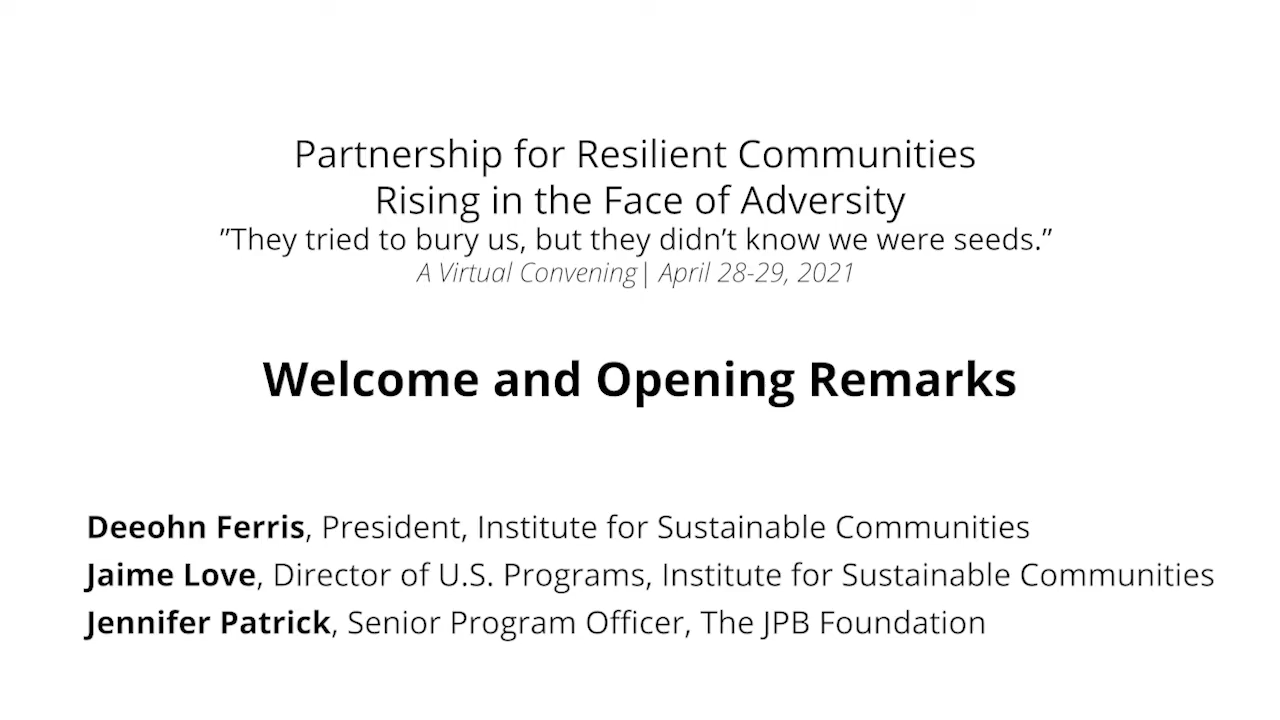 Partnership for Resilient Communities
Rising in the Face of Adversity
”They tried to bury us, but they didn’t know we were seeds.”
A Virtual Convening| April 28-29, 2021
Welcome and Opening Remarks
Deeohn Ferris, President, Institute for Sustainable Communities
Jaime Love, Director of U.S. Programs, Institute for Sustainable Communities
Jennifer Patrick, Senior Program Officer, The JPB Foundation